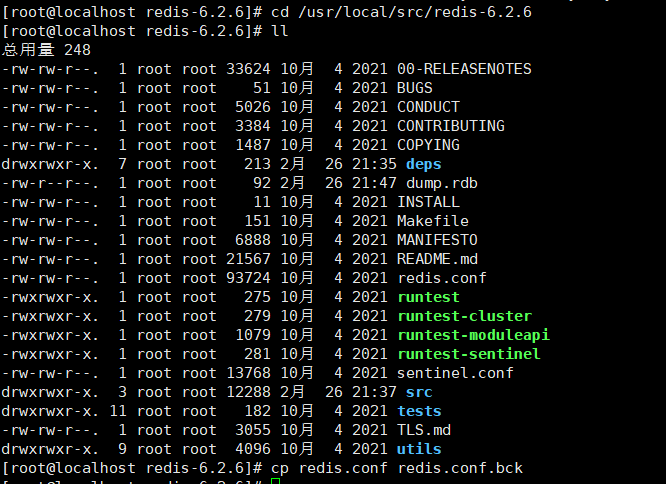 [root@localhost redis-6.2.6]# cd /usr/local/src/redis-6.2.6
[root@localhost redis-6.2.6]# ll
总用量 248
-rw-rw-r--.  1 root root 33624 10月  4 2021 00-RELEASENOTES
-rw-rw-r--.  1 root root    51 10月  4 2021 BUGS
-rw-rw-r--.  1 root root  5026 10月  4 2021 CONDUCT
-rw-rw-r--.  1 root root  3384 10月  4 2021 CONTRIBUTING
-rw-rw-r--.  1 root root  1487 10月  4 2021 COPYING
drwxrwxr-x.  7 root root   213 2月  26 21:35 deps
-rw-r--r--.  1 root root    92 2月  26 21:47 dump.rdb
-rw-rw-r--.  1 root root    11 10月  4 2021 INSTALL
-rw-rw-r--.  1 root root   151 10月  4 2021 Makefile
-rw-rw-r--.  1 root root  6888 10月  4 2021 MANIFESTO
-rw-rw-r--.  1 root root 21567 10月  4 2021 README.md
-rw-rw-r--.  1 root root 93724 10月  4 2021 redis.conf
-rwxrwxr-x.  1 root root   275 10月  4 2021 runtest
-rwxrwxr-x.  1 root root   279 10月  4 2021 runtest-cluster
-rwxrwxr-x.  1 root root  1079 10月  4 2021 runtest-moduleapi
-rwxrwxr-x.  1 root root   281 10月  4 2021 runtest-sentinel
-rw-rw-r--.  1 root root 13768 10月  4 2021 sentinel.conf
drwxrwxr-x.  3 root root 12288 2月  26 21:37 src
drwxrwxr-x. 11 root root   182 10月  4 2021 tests
-rw-rw-r--.  1 root root  3055 10月  4 2021 TLS.md
drwxrwxr-x.  9 root root  4096 10月  4 2021 utils
[root@localhost redis-6.2.6]# cp redis.conf redis.conf.bck
[root@localhost redis-6.2.6]#